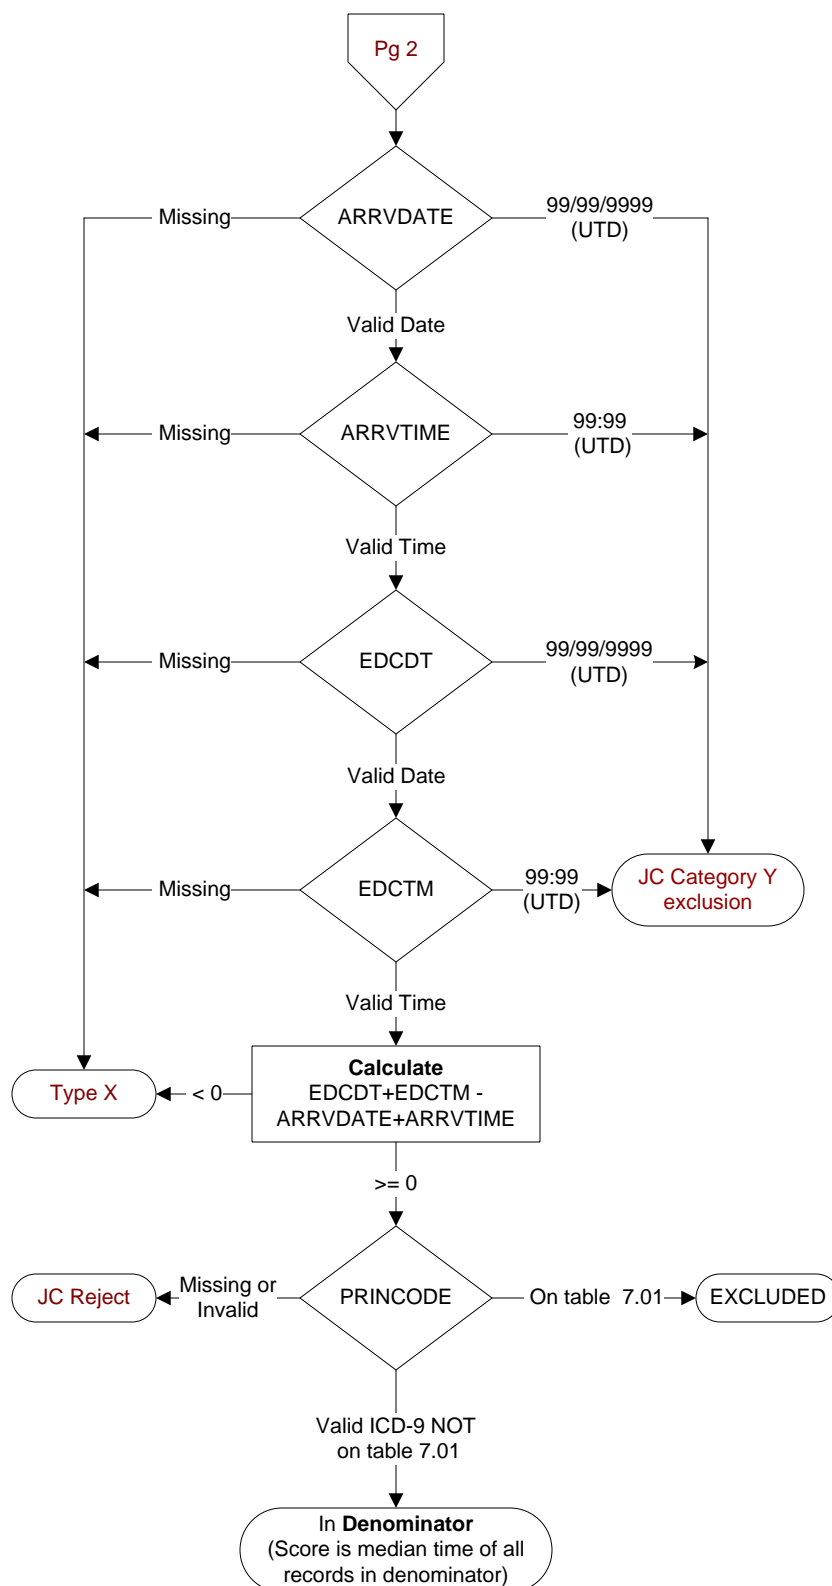 Pg 2
ARRVDATE
Missing
99/99/9999
(UTD)
Valid Date
ARRVTIME
Missing
99:99
(UTD)
Valid Time
EDCDT
Missing
99/99/9999
(UTD)
Valid Date
EDCTM
Missing
99:99
(UTD)
JC Category Y
exclusion
Valid Time
Calculate
EDCDT+EDCTM -
ARRVDATE+ARRVTIME
< 0
Type X
>= 0
PRINCODE
Missing or
Invalid
JC Reject
On table 7.01
EXCLUDED
Valid ICD-9 NOT
on table 7.01
In Denominator
(Score is median time of all
records in denominator)